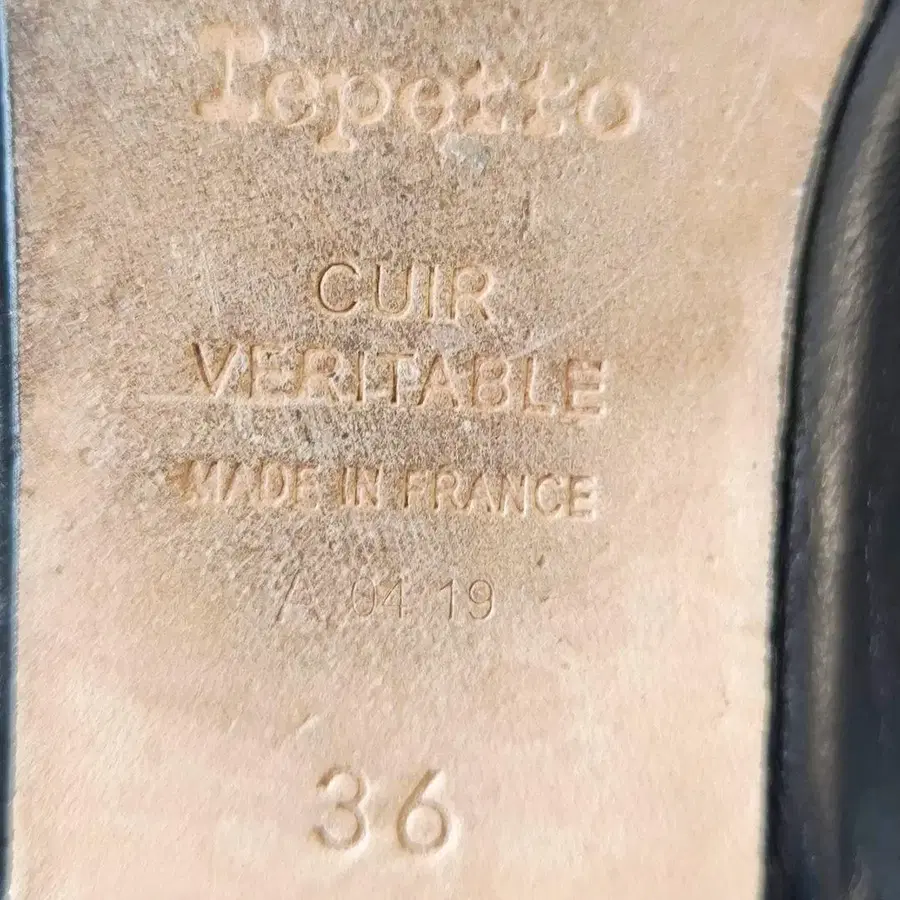 repetto
CUIR
VERITABLE
MADE IN FRANCE
A 04 19
36